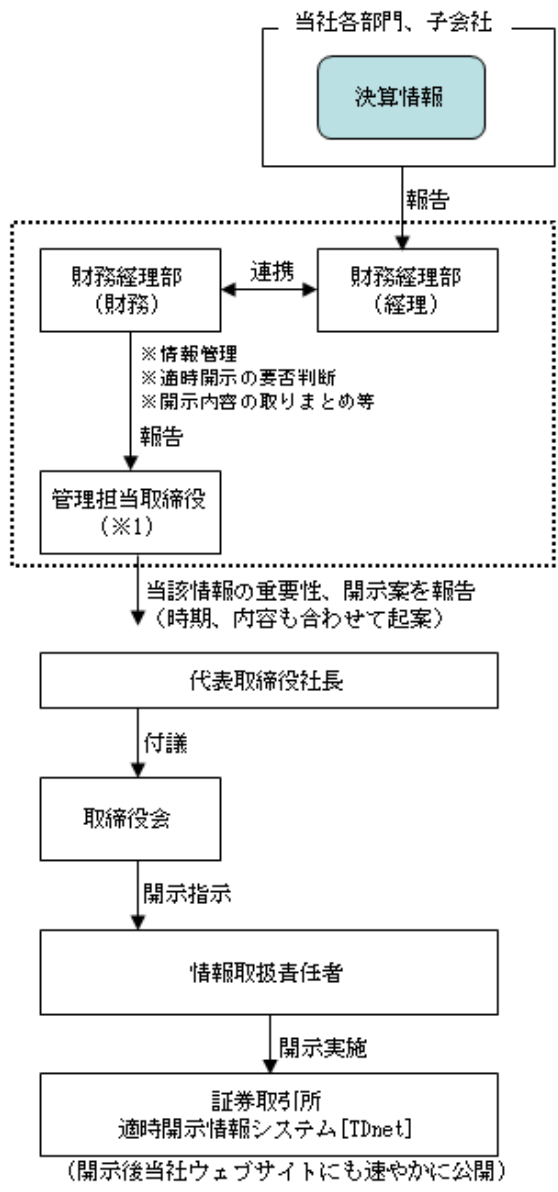 当社各部門、子会社
決算情報
報告
財務経理部
(財務)
連携
財務経理部
(経理)
※情報管理
※適時開示の要否判断
※開示内容の取りまとめ等
報告
管理担当取締役
(※1)
当該情報の重要性、開示案を報告
(時期、内容も合わせて起案)
代表取締役社長
付議
取締役会
開示指示
情報取扱責任者
開示実施
証券取引所
適時開示情報システム[TDnet]
(開示後当社ウェブサイトにも速やかに公開)